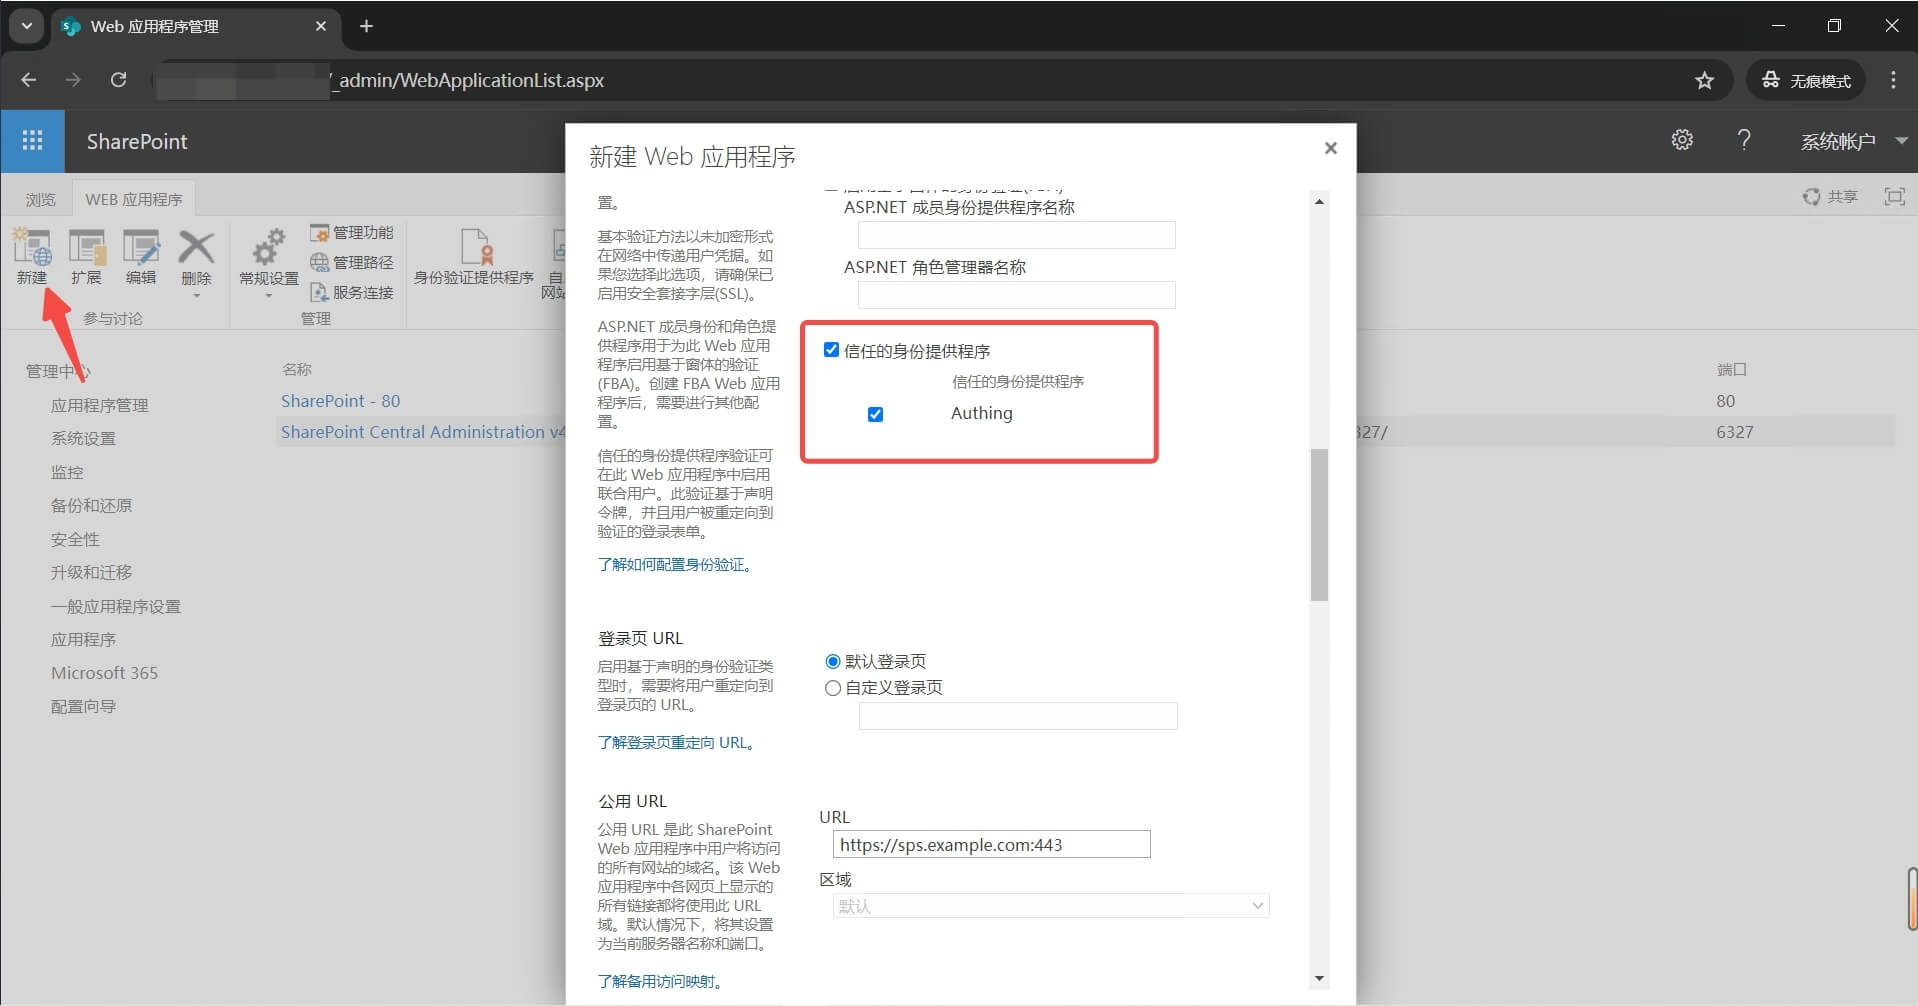 Web 应用程序管理
/_admin/WebApplicationList.aspx
无痕模式
SharePoint
系统帐户
浏览
WEB 应用程序
共享
新建
扩展
编辑
删除
参与讨论
常规设置
管理功能
管理路径
服务连接
管理
身份验证提供程序
自
网站
管理中心
应用程序管理
系统设置
监控
备份和还原
安全性
升级和迁移
一般应用程序设置
应用程序
Microsoft 365
配置向导
名称
端口
SharePoint - 80
80
SharePoint Central Administration v4
327/
6327
新建 Web 应用程序
置。
基本验证方法以未加密形式
在网络中传递用户凭据。如
果您选择此选项，请确保已
启用安全套接字层(SSL)。
ASP.NET 成员身份和角色提
供程序用于为此 Web 应用
程序启用基于窗体的验证
(FBA)。创建 FBA Web 应用
程序后，需要进行其他配
置。
信任的身份提供程序验证可
在此 Web 应用程序中启用
联合用户。此验证基于声明
令牌，并且用户被重定向到
验证的登录表单。
了解如何配置身份验证。
ASP.NET 成员身份提供程序名称
ASP.NET 角色管理器名称
信任的身份提供程序
信任的身份提供程序
Authing
登录页 URL
启用基于声明的身份验证类
型时，需要将用户重定向到
登录页的 URL。
了解登录页重定向 URL。
默认登录页
自定义登录页
公用 URL
公用 URL 是此 SharePoint
Web 应用程序中用户将访问
的所有网站的域名。该 Web
应用程序中各网页上显示的
所有链接都将使用此 URL
域。默认情况下，将其设置
为当前服务器名称和端口。
了解备用访问映射。
URL
https://sps.example.com:443
区域
默认